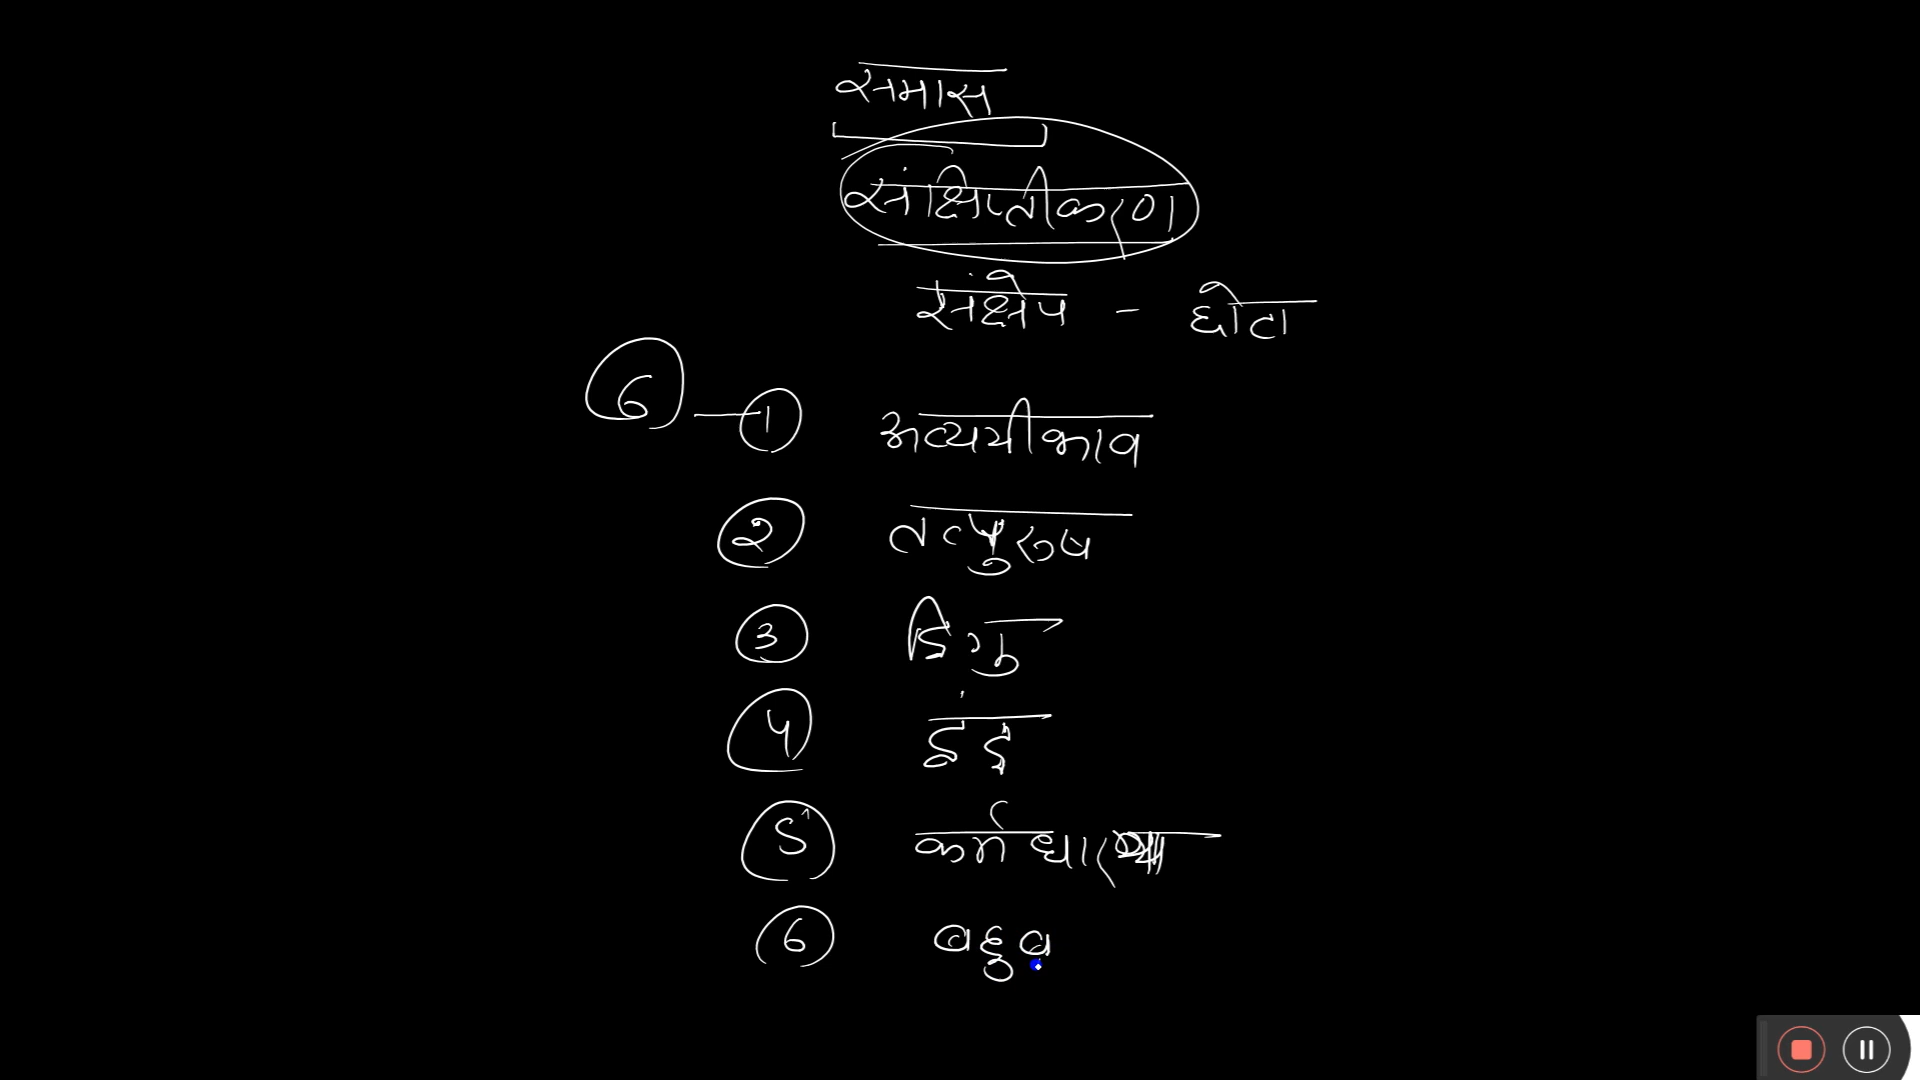 समास
संक्षिप्तीकरण
संक्षेप - छोटा
6 - 1 अव्ययीभाव
2 तत्पुरुष
3 द्विगु
4 द्वंद्व
5 कर्मधारय
6 बहुव